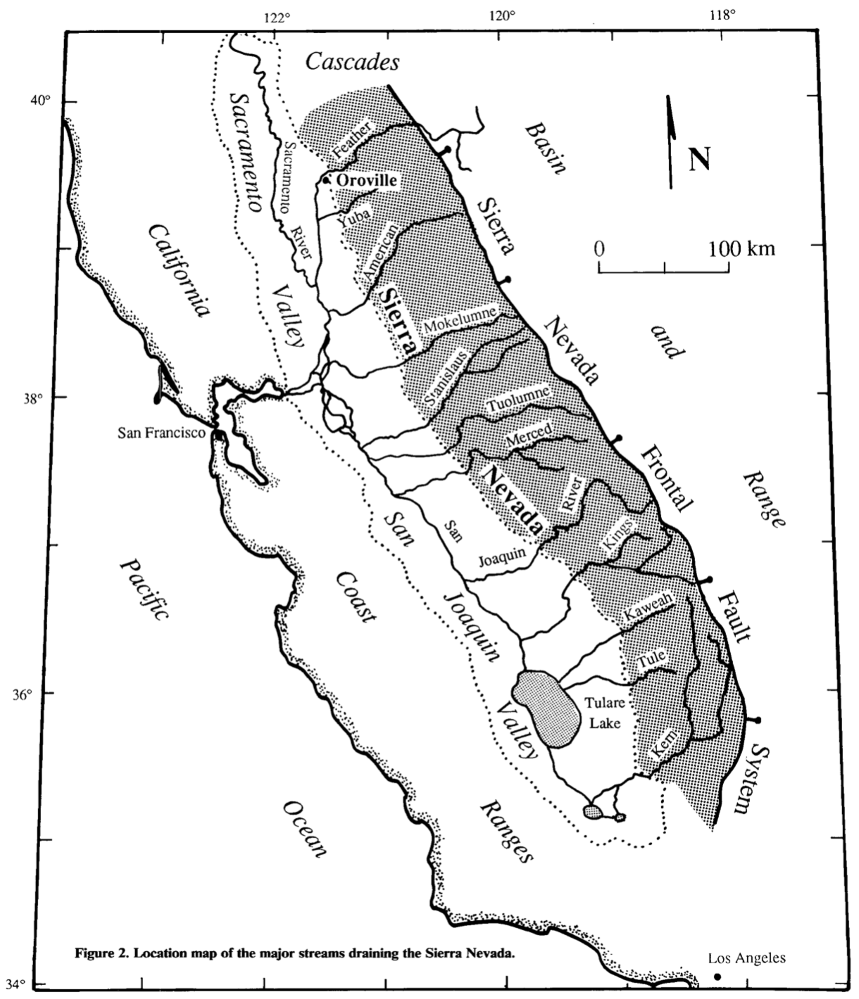 122°
120°
118°
Cascades
40°
Sacramento
Feather
Basin
Sacramento
N
Oroville
Yuba
Sierra
California
River
American
0
100 km
Valley
Sierra
Mokelumne
Nevada
and
Stanislaus
38°
Tuolumne
San Francisco
Merced
Frontal
Nevada
River
Range
San
San
Kings
Pacific
Joaquin
Coast
Joaquin
Kaweah
Fault
Tule
36°
Tulare
Lake
Valley
Kern
System
Ocean
Ranges
Figure 2. Location map of the major streams draining the Sierra Nevada.
Los Angeles
34°